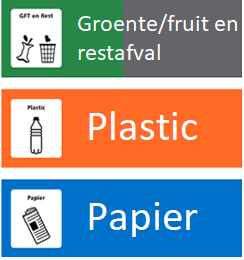 GFT en Rest
Groente/fruit en
restafval
Plastic
Plastic
Papier
Papier